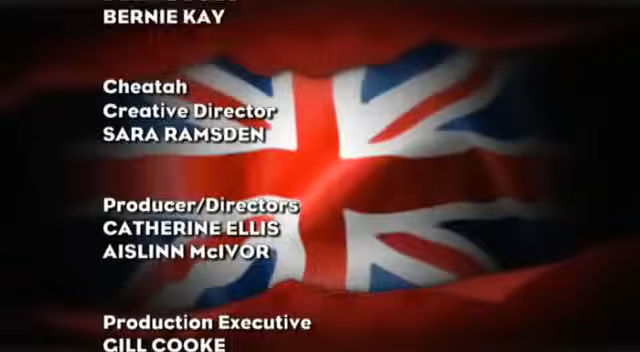 BERNIE KAY
Cheatah
Creative Director
SARA RAMSDEN
Producer/Directors
CATHERINE ELLIS
AISLINN McIVOR
Production Executive
GILL COOKE